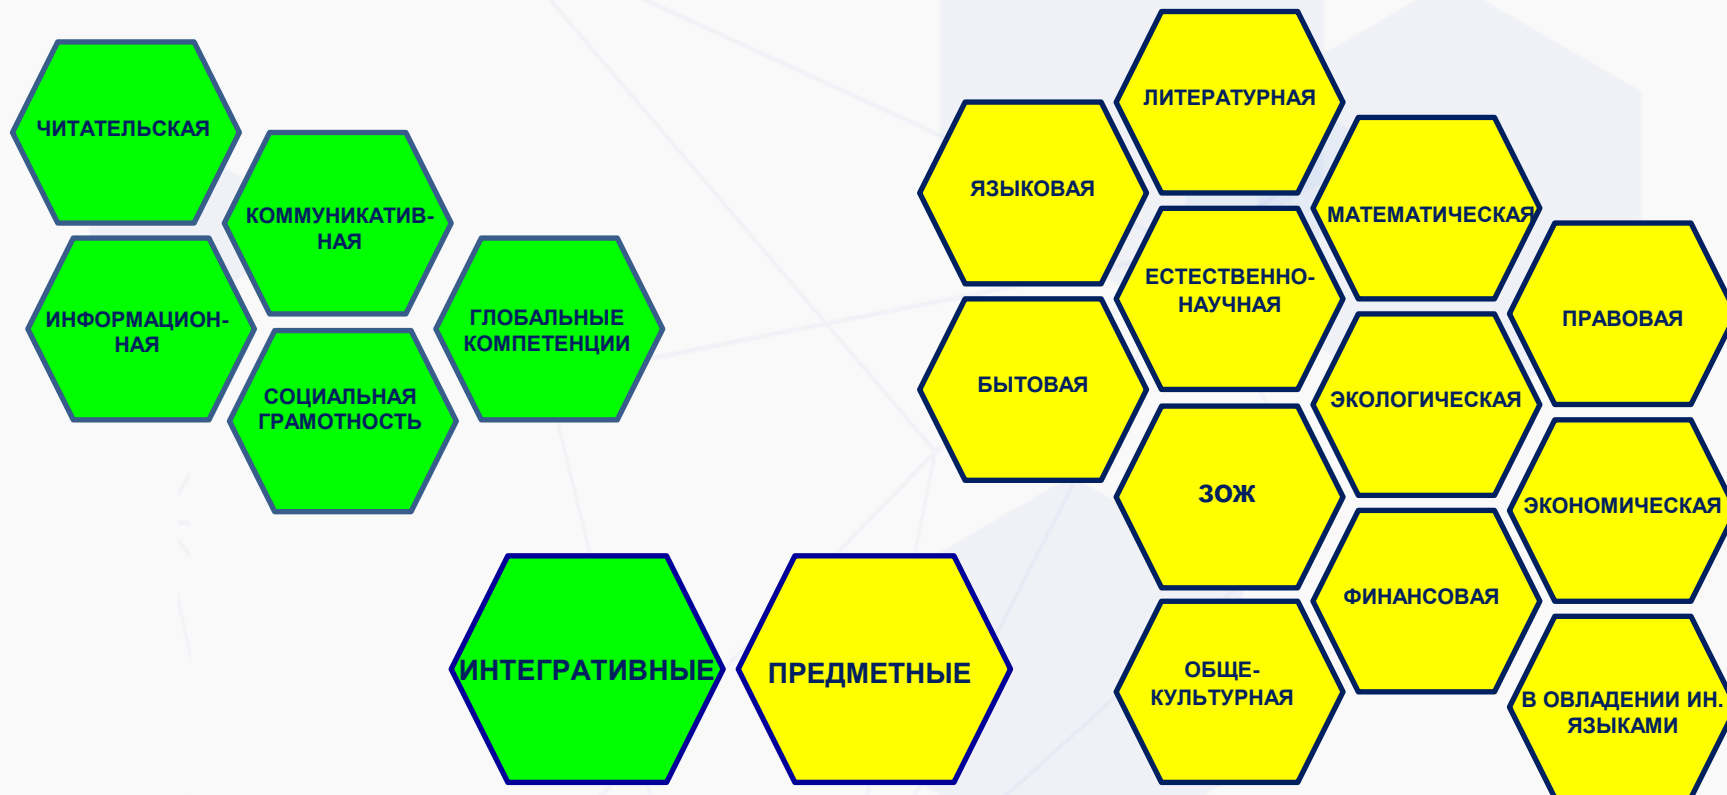 ЧИТАТЕЛЬСКАЯ
КОММУНИКАТИВ-
НАЯ
ИНФОРМАЦИОН-
НАЯ
ГЛОБАЛЬНЫЕ
КОМПЕТЕНЦИИ
СОЦИАЛЬНАЯ
ГРАМОТНОСТЬ
ИНТЕГРАТИВНЫЕ
ПРЕДМЕТНЫЕ
ЛИТЕРАТУРНАЯ
ЯЗЫКОВАЯ
МАТЕМАТИЧЕСКАЯ
ЕСТЕСТВЕННО-
НАУЧНАЯ
ПРАВОВАЯ
БЫТОВАЯ
ЭКОЛОГИЧЕСКАЯ
ЗОЖ
ЭКОНОМИЧЕСКАЯ
ФИНАНСОВАЯ
ОБЩЕ-
КУЛЬТУРНАЯ
В ОВЛАДЕНИИ ИН.
ЯЗЫКАМИ